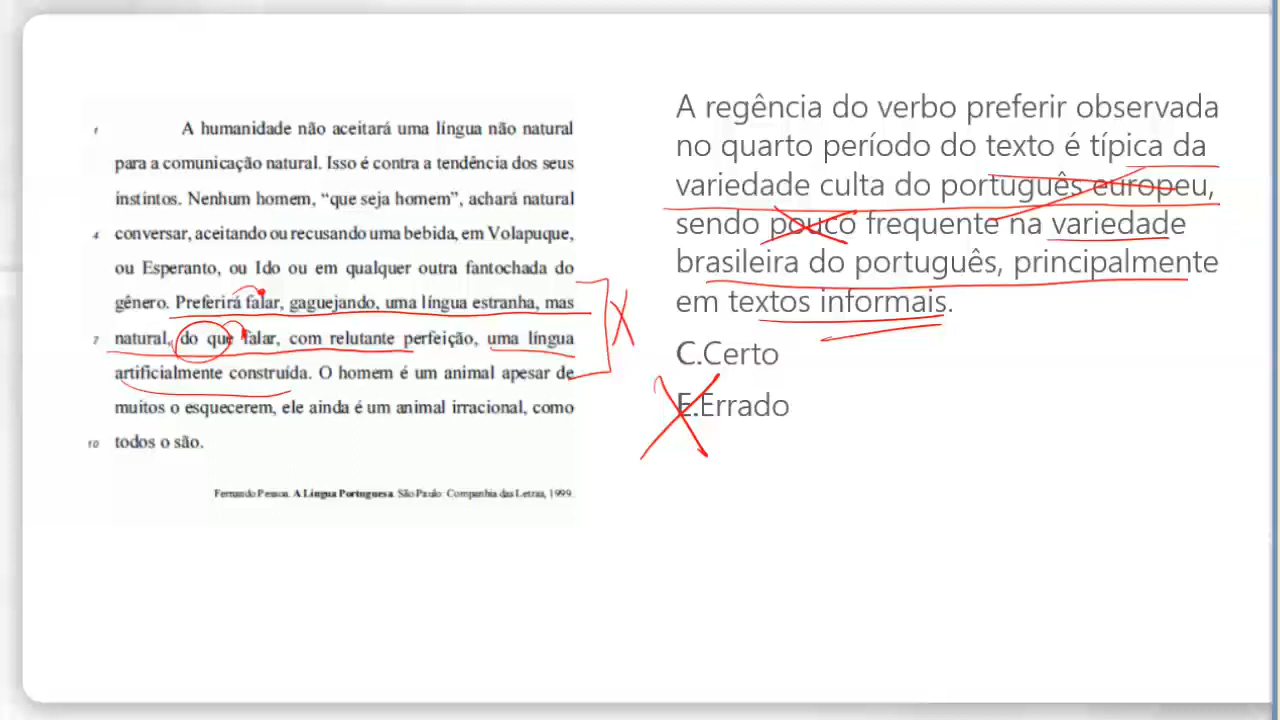 1 A humanidade não aceitará uma língua não natural
para a comunicação natural. Isso é contra a tendência dos seus
instintos. Nenhum homem, “que seja homem”, achará natural
4 conversar, aceitando ou recusando uma bebida, em Volapuque,
ou Esperanto, ou Ido ou em qualquer outra fantochada do
gênero. Preferirá falar, gaguejando, uma língua estranha, mas
7 natural, do que falar, com relutante perfeição, uma língua
artificialmente construída. O homem é um animal apesar de
muitos o esquecerem, ele ainda é um animal irracional, como
10 todos o são.
Fernando Pessoa. A Língua Portuguesa. São Paulo: Companhia das Letras, 1999.
A regência do verbo preferir observada
no quarto período do texto é típica da
variedade culta do português europeu,
sendo pouco frequente na variedade
brasileira do português, principalmente
em textos informais.
C.Certo
E.Errado